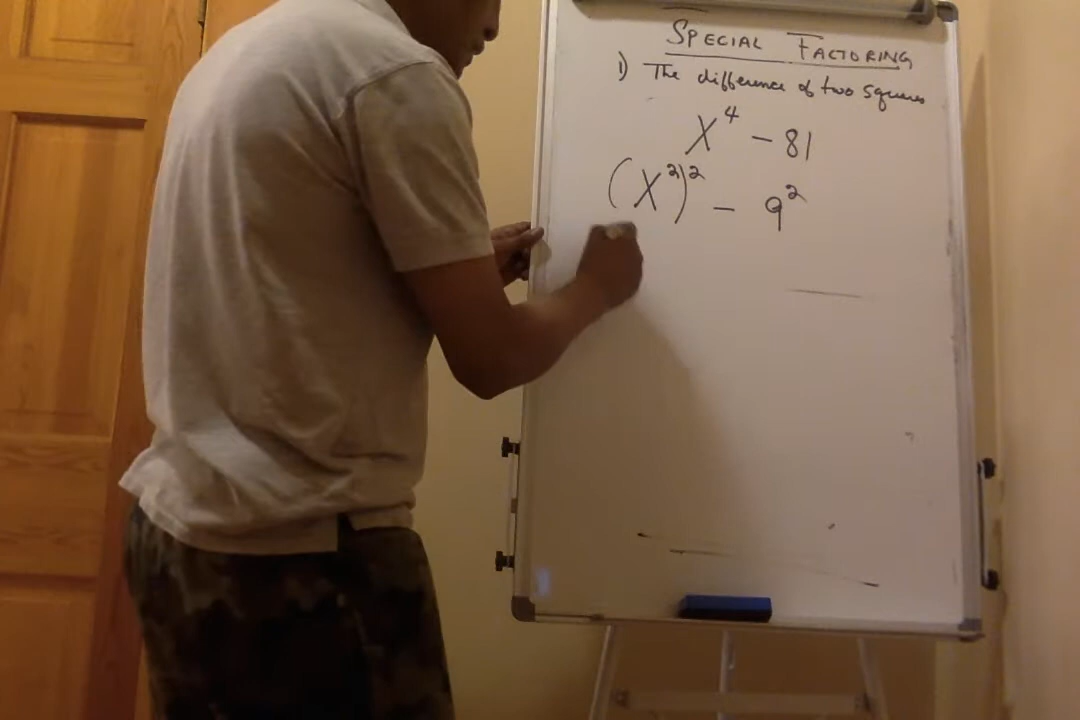 SPECIAL FACTORING
1) The difference of two squares
X⁴ - 81
(X²)² - 9²